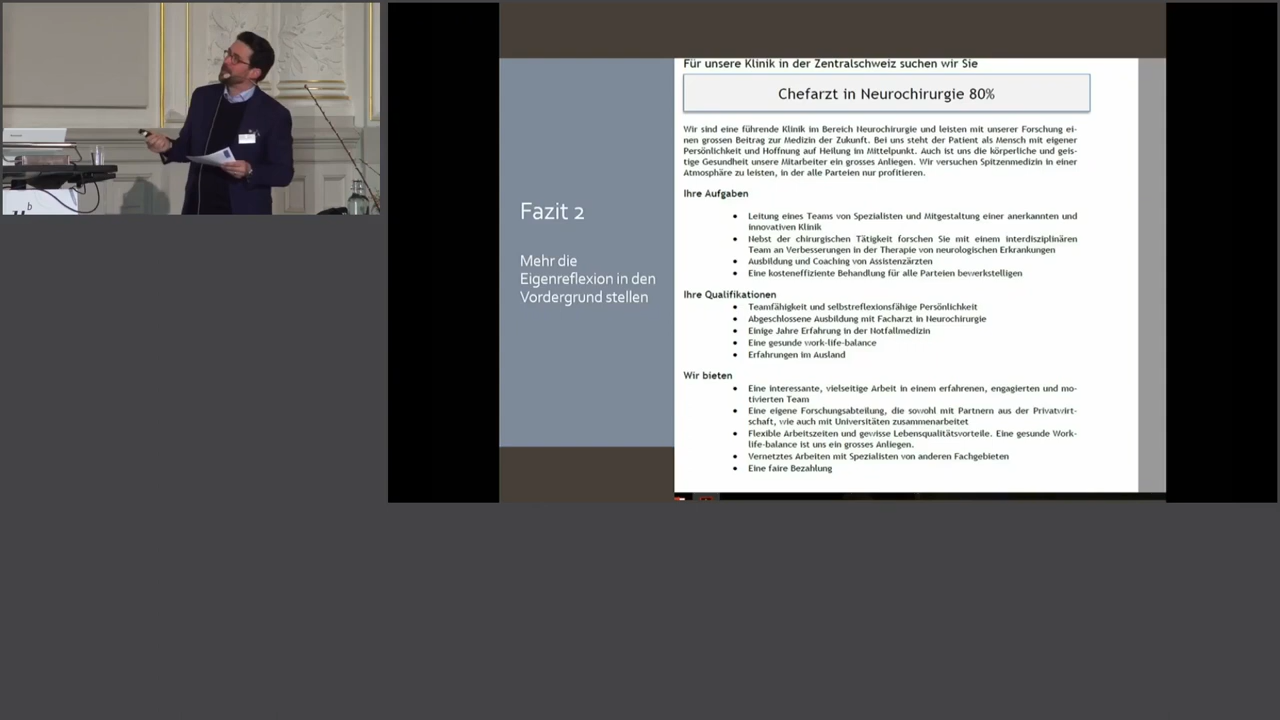 Fazit 2
Mehr die
Eigenreflexion in den
Vordergrund stellen
Für unsere Klinik in der Zentralschweiz suchen wir Sie
Chefarzt in Neurochirurgie 80%
Wir sind eine führende Klinik im Bereich Neurochirurgie und leisten mit unserer Forschung ei-
nen grossen Beitrag zur Medizin der Zukunft. Bei uns steht der Patient als Mensch mit eigener
Persönlichkeit und Hoffnung auf Heilung im Mittelpunkt. Auch ist uns die körperliche und geis-
tige Gesundheit unsere Mitarbeiter ein grosses Anliegen. Wir versuchen Spitzenmedizin in einer
Atmosphäre zu leisten, in der alle Parteien nur profitieren.
Ihre Aufgaben
• Leitung eines Teams von Spezialisten und Mitgestaltung einer anerkannten und
innovativen Klinik
• Nebst der chirurgischen Tätigkeit forschen Sie mit einem interdisziplinären
Team an Verbesserungen in der Therapie von neurologischen Erkrankungen
• Ausbildung und Coaching von Assistenzärzten
• Eine kosteneffiziente Behandlung für alle Parteien bewerkstelligen
Ihre Qualifikationen
• Teamfähigkeit und selbstreflexionsfähige Persönlichkeit
• Abgeschlossene Ausbildung mit Facharzt in Neurochirurgie
• Einige Jahre Erfahrung in der Notfallmedizin
• Eine gesunde work-life-balance
• Erfahrungen im Ausland
Wir bieten
• Eine interessante, vielseitige Arbeit in einem erfahrenen, engagierten und mo-
tivierten Team
• Eine eigene Forschungsabteilung, die sowohl mit Partnern aus der Privatwirt-
schaft, wie auch mit Universitäten zusammenarbeitet
• Flexible Arbeitszeiten und gewisse Lebensqualitätsvorteile. Eine gesunde Work-
life-balance ist uns ein grosses Anliegen.
• Vernetztes Arbeiten mit Spezialisten von anderen Fachgebieten
• Eine faire Bezahlung